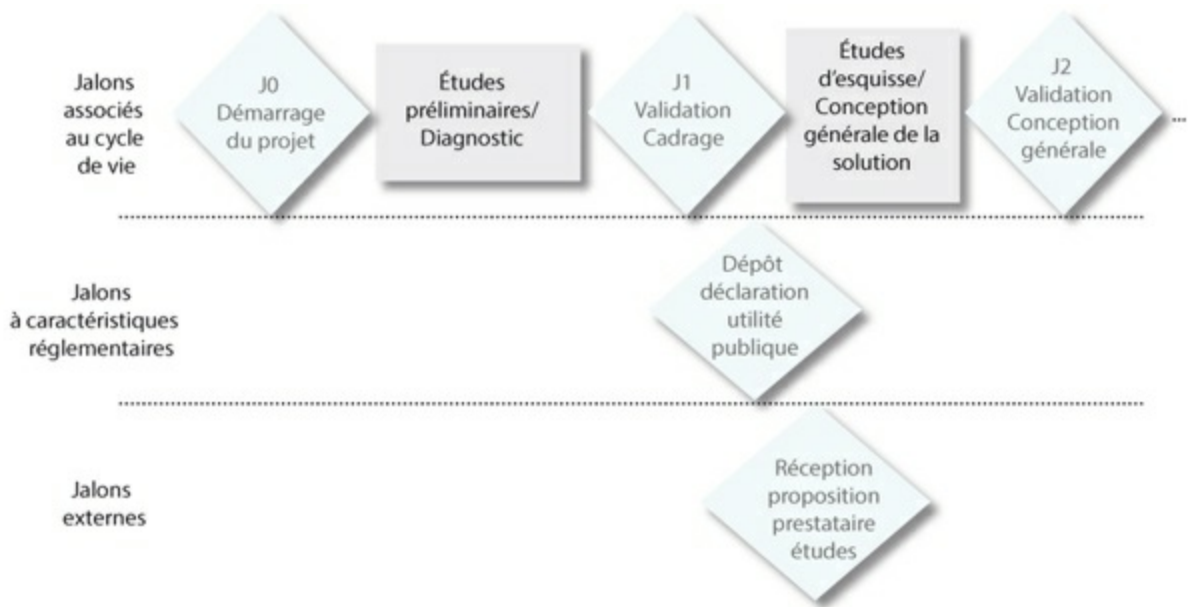 Jalons
associés
au cycle
de vie
J0
Démarrage
du projet
Études
préliminaires/
Diagnostic
J1
Validation
Cadrage
Études
d'esquisse/
Conception
générale de la
solution
J2
Validation
Conception
générale
...
Jalons
à caractéristiques
réglementaires
Dépôt
déclaration
utilité
publique
Jalons
externes
Réception
proposition
prestataire
études